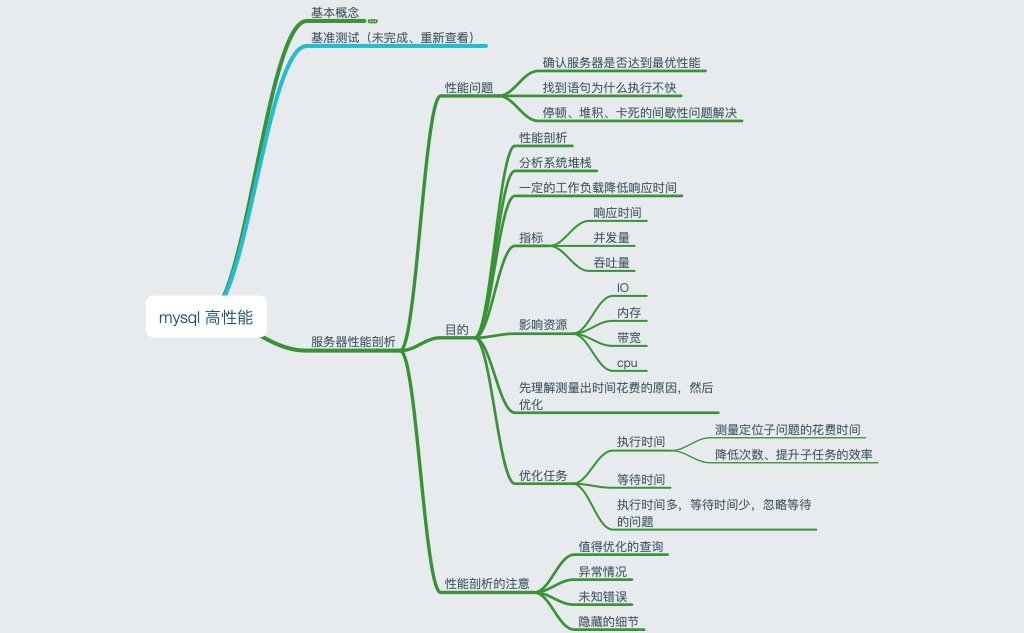 基本概念
基准测试（未完成、重新查看）
mysql 高性能
服务器性能剖析
性能问题
确认服务器是否达到最优性能
找到语句为什么执行不快
停顿、堆积、卡死的间歇性问题解决
目的
性能剖析
分析系统堆栈
一定的工作负载降低响应时间
指标
响应时间
并发量
吞吐量
影响资源
IO
内存
带宽
cpu
先理解测量出时间花费的原因，然后
优化
优化任务
执行时间
测量定位子问题的花费时间
降低次数、提升子任务的效率
等待时间
执行时间多，等待时间少，忽略等待
的问题
性能剖析的注意
值得优化的查询
异常情况
未知错误
隐藏的细节